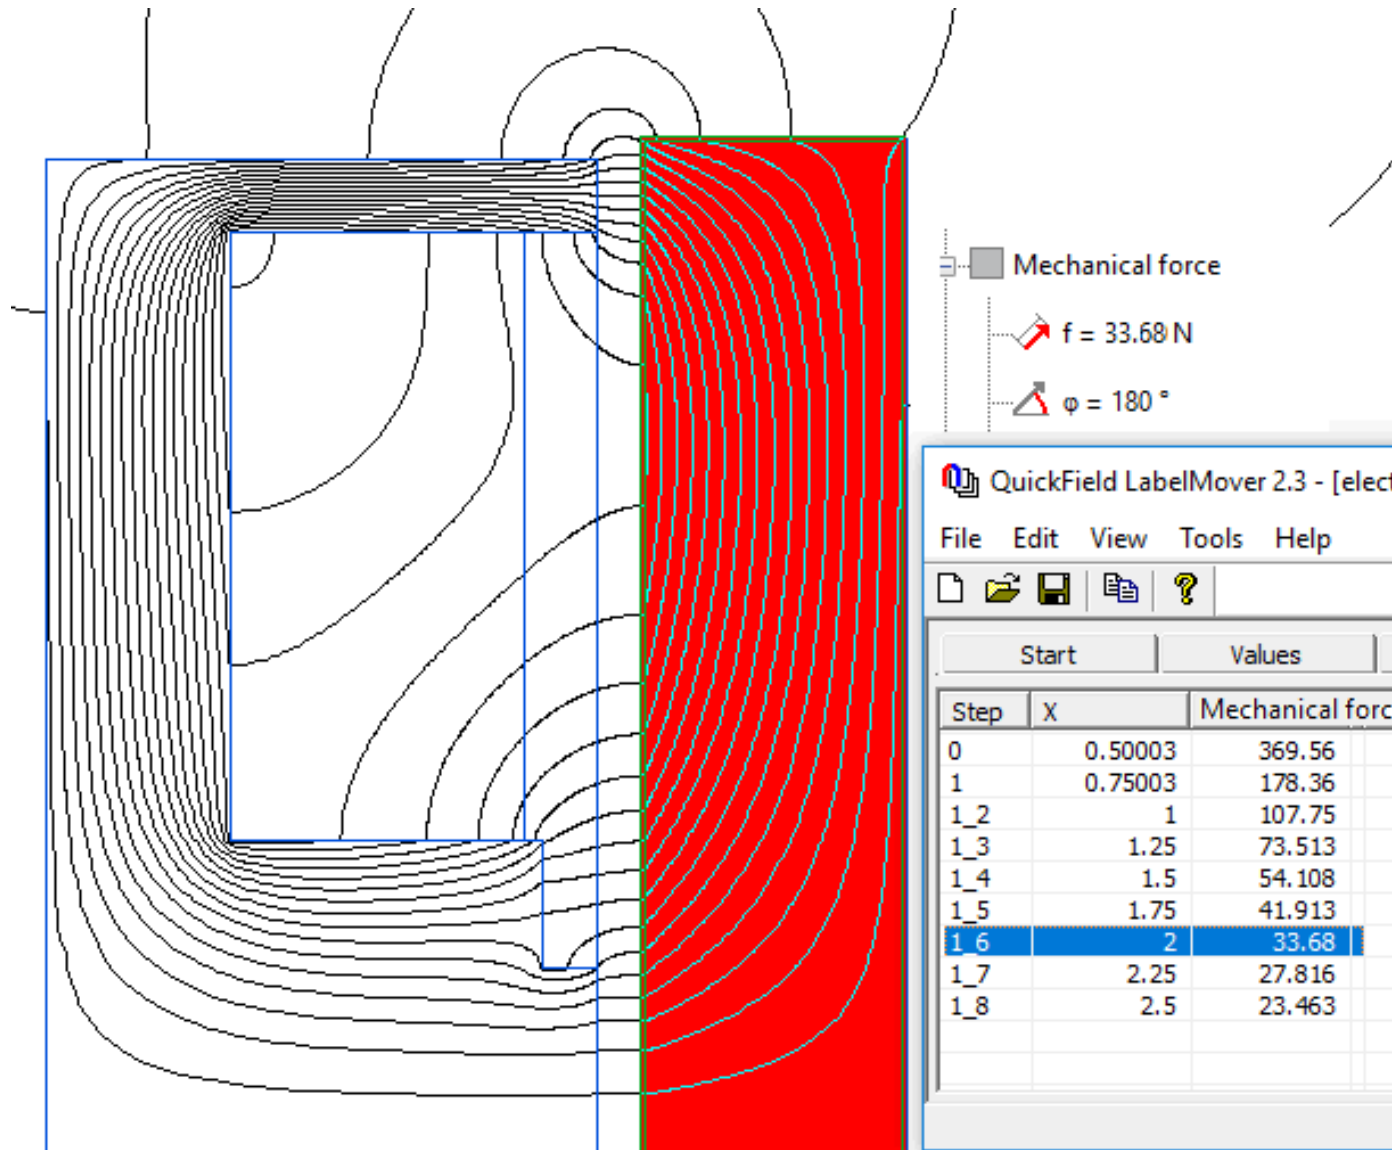 Mechanical force
f = 33.68 N
φ = 180 °
QuickField LabelMover 2.3 - [elect
File Edit View Tools Help
Start Values
Step X Mechanical forc
0 0.50003 369.56
1 0.75003 178.36
1_2 1 107.75
1_3 1.25 73.513
1_4 1.5 54.108
1_5 1.75 41.913
1_6 2 33.68
1_7 2.25 27.816
1_8 2.5 23.463